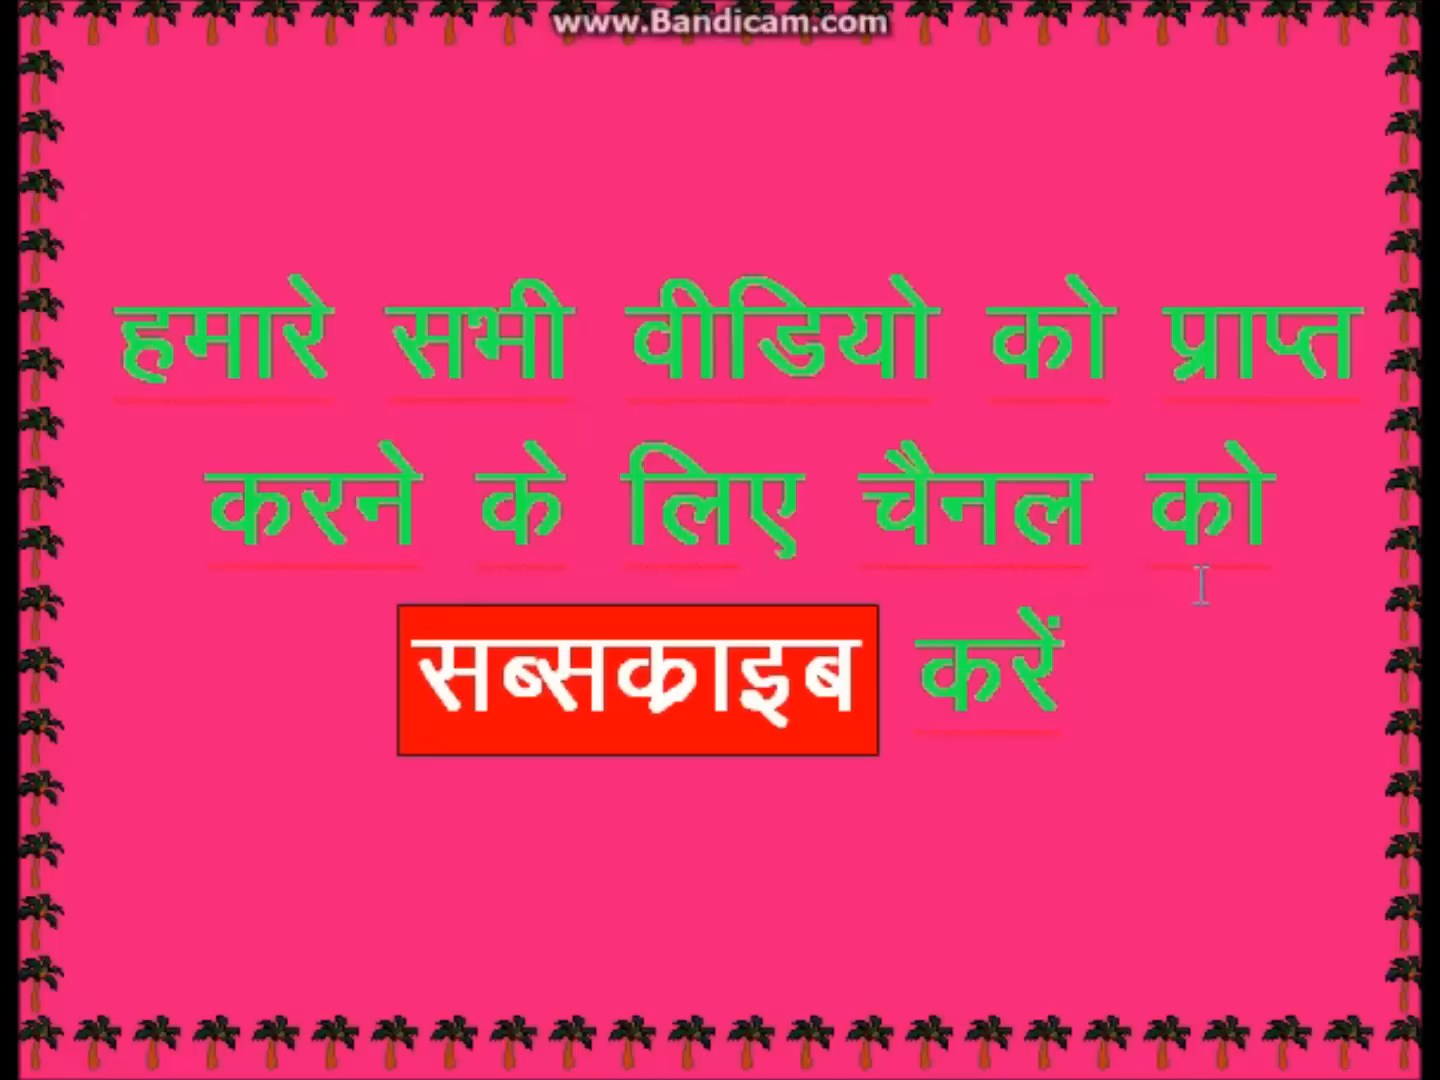 www.Bandicam.com
हमारे सभी वीडियो को प्राप्त
करने के लिए चैनल को
सब्सक्राइब करें